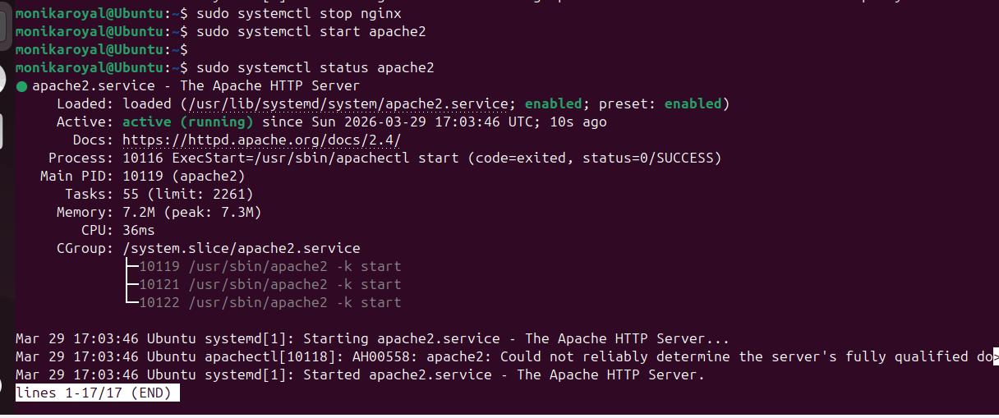 monikaroyal@Ubuntu:~$ sudo systemctl stop nginx
monikaroyal@Ubuntu:~$ sudo systemctl start apache2
monikaroyal@Ubuntu:~$
monikaroyal@Ubuntu:~$ sudo systemctl status apache2
● apache2.service - The Apache HTTP Server
Loaded: loaded (/usr/lib/systemd/system/apache2.service; enabled; preset: enabled)
Active: active (running) since Sun 2026-03-29 17:03:46 UTC; 10s ago
Docs: https://httpd.apache.org/docs/2.4/
Process: 10116 ExecStart=/usr/sbin/apachectl start (code=exited, status=0/SUCCESS)
Main PID: 10119 (apache2)
Tasks: 55 (limit: 2261)
Memory: 7.2M (peak: 7.3M)
CPU: 36ms
CGroup: /system.slice/apache2.service
├─10119 /usr/sbin/apache2 -k start
├─10121 /usr/sbin/apache2 -k start
└─10122 /usr/sbin/apache2 -k start
Mar 29 17:03:46 Ubuntu systemd[1]: Starting apache2.service - The Apache HTTP Server...
Mar 29 17:03:46 Ubuntu apachectl[10118]: AH00558: apache2: Could not reliably determine the server's fully qualified do>
Mar 29 17:03:46 Ubuntu systemd[1]: Started apache2.service - The Apache HTTP Server.
lines 1-17/17 (END)